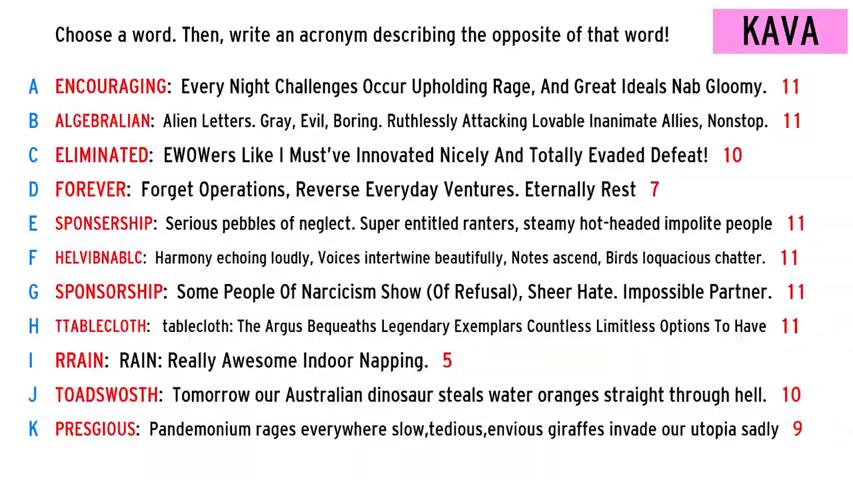 Choose a word. Then, write an acronym describing the opposite of that word! KAVA
A ENCOURAGING: Every Night Challenges Occur Upholding Rage, And Great Ideals Nab Gloomy. 11
B ALGEBRALIAN: Alien Letters. Gray, Evil, Boring. Ruthlessly Attacking Lovable Inanimate Allies, Nonstop. 11
C ELIMINATED: EWOWers Like I Must've Innovated Nicely And Totally Evaded Defeat! 10
D FOREVER: Forget Operations, Reverse Everyday Ventures. Eternally Rest 7
E SPONSERSHIP: Serious pebbles of neglect. Super entitled ranters, steamy hot-headed impolite people 11
F HELVIBNABLC: Harmony echoing loudly, Voices intertwine beautifully, Notes ascend, Birds loquacious chatter. 11
G SPONSORSHIP: Some People Of Narcicism Show (Of Refusal), Sheer Hate. Impossible Partner. 11
H TTABLECLOTH: tablecloth: The Argus Bequeaths Legendary Exemplars Countless Limitless Options To Have 11
I RRAIN: RAIN: Really Awesome Indoor Napping. 5
J TOADSWOSTH: Tomorrow our Australian dinosaur steals water oranges straight through hell. 10
K PRESGIOUS: Pandemonium rages everywhere slow,tedious,envious giraffes invade our utopia sadly 9